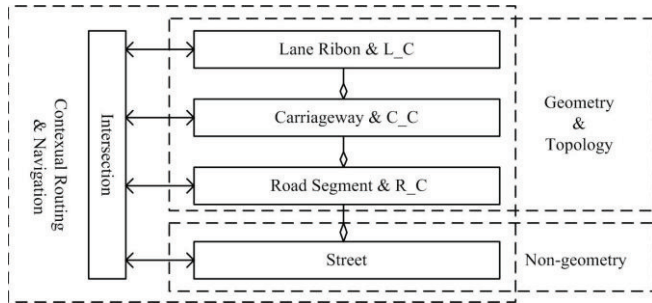 Contexual Routing
& Navigation
Intersection
Lane Ribon & L_C
Carriageway & C_C
Road Segment & R_C
Street
Geometry
&
Topology
Non-geometry